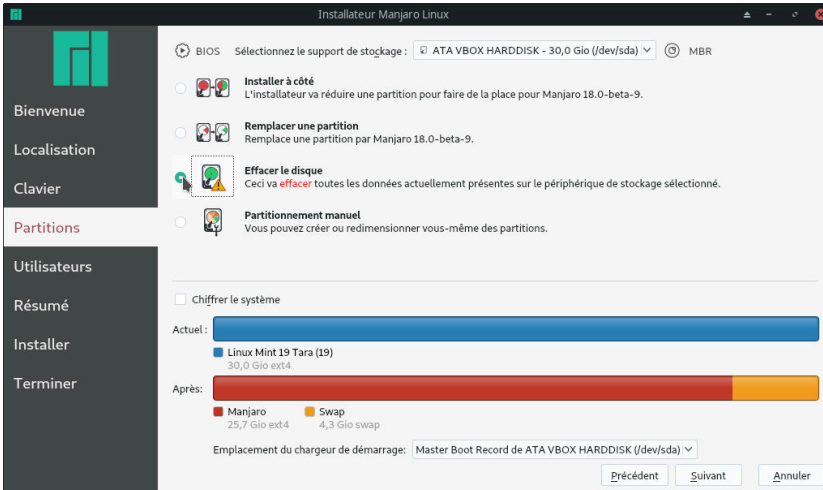 Installateur Manjaro Linux
BIOS Sélectionnez le support de stockage : ATA VBOX HARDDISK - 30,0 Gio (/dev/sda) MBR
Bienvenue
Localisation
Clavier
Partitions
Utilisateurs
Résumé
Installer
Terminer
Installer à côté
L'installateur va réduire une partition pour faire de la place pour Manjaro 18.0-beta-9.
Remplacer une partition
Remplace une partition par Manjaro 18.0-beta-9.
Effacer le disque
Ceci va effacer toutes les données actuellement présentes sur le périphérique de stockage sélectionné.
Partitionnement manuel
Vous pouvez créer ou redimensionner vous-même des partitions.
Chiffrer le système
Actuel :
Linux Mint 19 Tara (19)
30,0 Gio ext4
Après:
Manjaro Swap
25,7 Gio ext4 4,3 Gio swap
Emplacement du chargeur de démarrage: Master Boot Record de ATA VBOX HARDDISK (/dev/sda)
Précédent Suivant Annuler